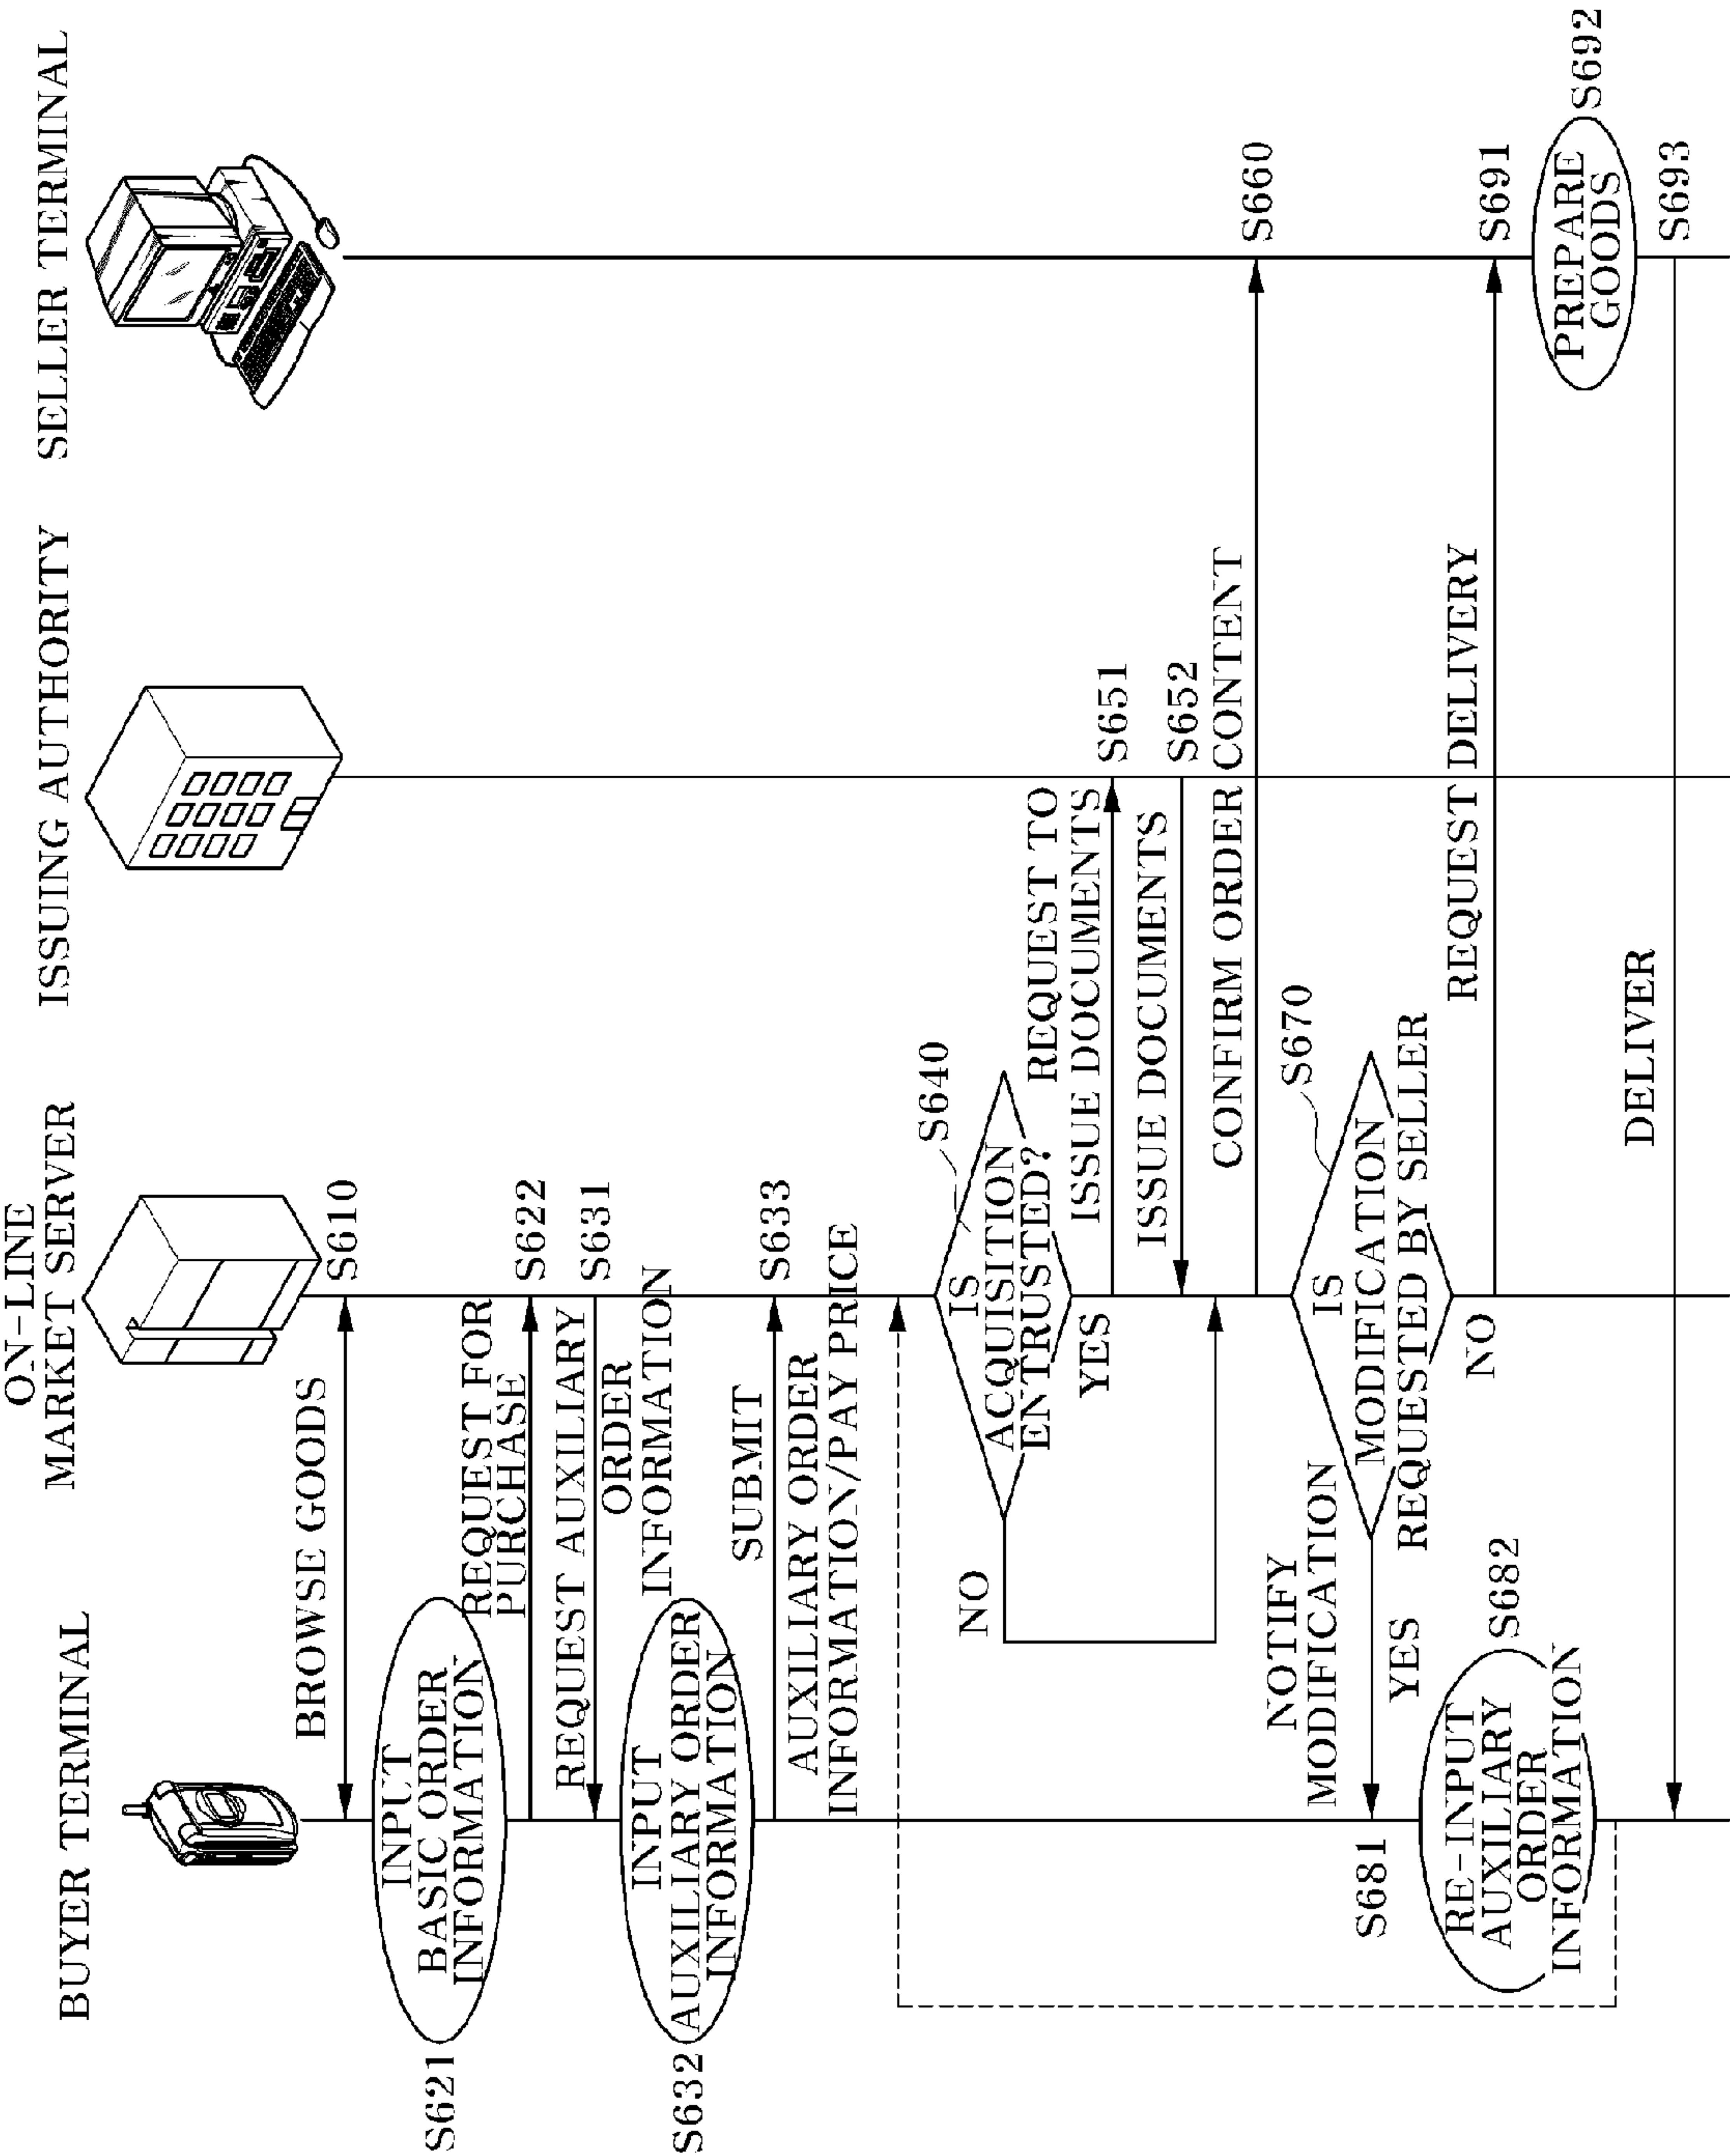 BUYER TERMINAL
ON-LINE
MARKET SERVER
ISSUING AUTHORITY
SELLER TERMINAL
BROWSE GOODS
S610
S621
INPUT
BASIC ORDER
INFORMATION
REQUEST FOR
PURCHASE
S622
REQUEST AUXILIARY
ORDER
INFORMATION
S631
S632
INPUT
AUXILIARY ORDER
INFORMATION
SUBMIT
AUXILIARY ORDER
INFORMATION/PAY PRICE
S633
S640
IS
ACQUISITION
ENTRUSTED?
NO
YES
REQUEST TO
ISSUE DOCUMENTS
S651
ISSUE DOCUMENTS
S652
CONFIRM ORDER CONTENT
S660
S670
IS
MODIFICATION
REQUESTED BY SELLER
NOTIFY
MODIFICATION
YES
S681
NO
REQUEST DELIVERY
S691
RE-INPUT
AUXILIARY
ORDER
INFORMATION
S682
PREPARE
GOODS
S692
DELIVER
S693